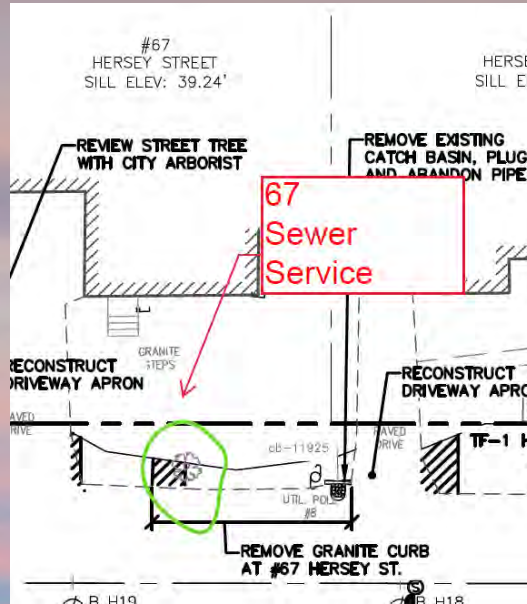 #67
HERSEY STREET
SILL ELEV: 39.24'
HERSE
SILL E
REVIEW STREET TREE
WITH CITY ARBORIST
REMOVE EXISTING
CATCH BASIN, PLUG
AND ABANDON PIPE
67
Sewer
Service
GRANITE
STEPS
RECONSTRUCT
DRIVEWAY APRON
RECONSTRUCT
DRIVEWAY APRO
PAVED
DRIVE
PAVED
DRIVE
TF-1 H
cB-11925
UTIL POLE
#8
REMOVE GRANITE CURB
AT #67 HERSEY ST.
S
B H19
B H18